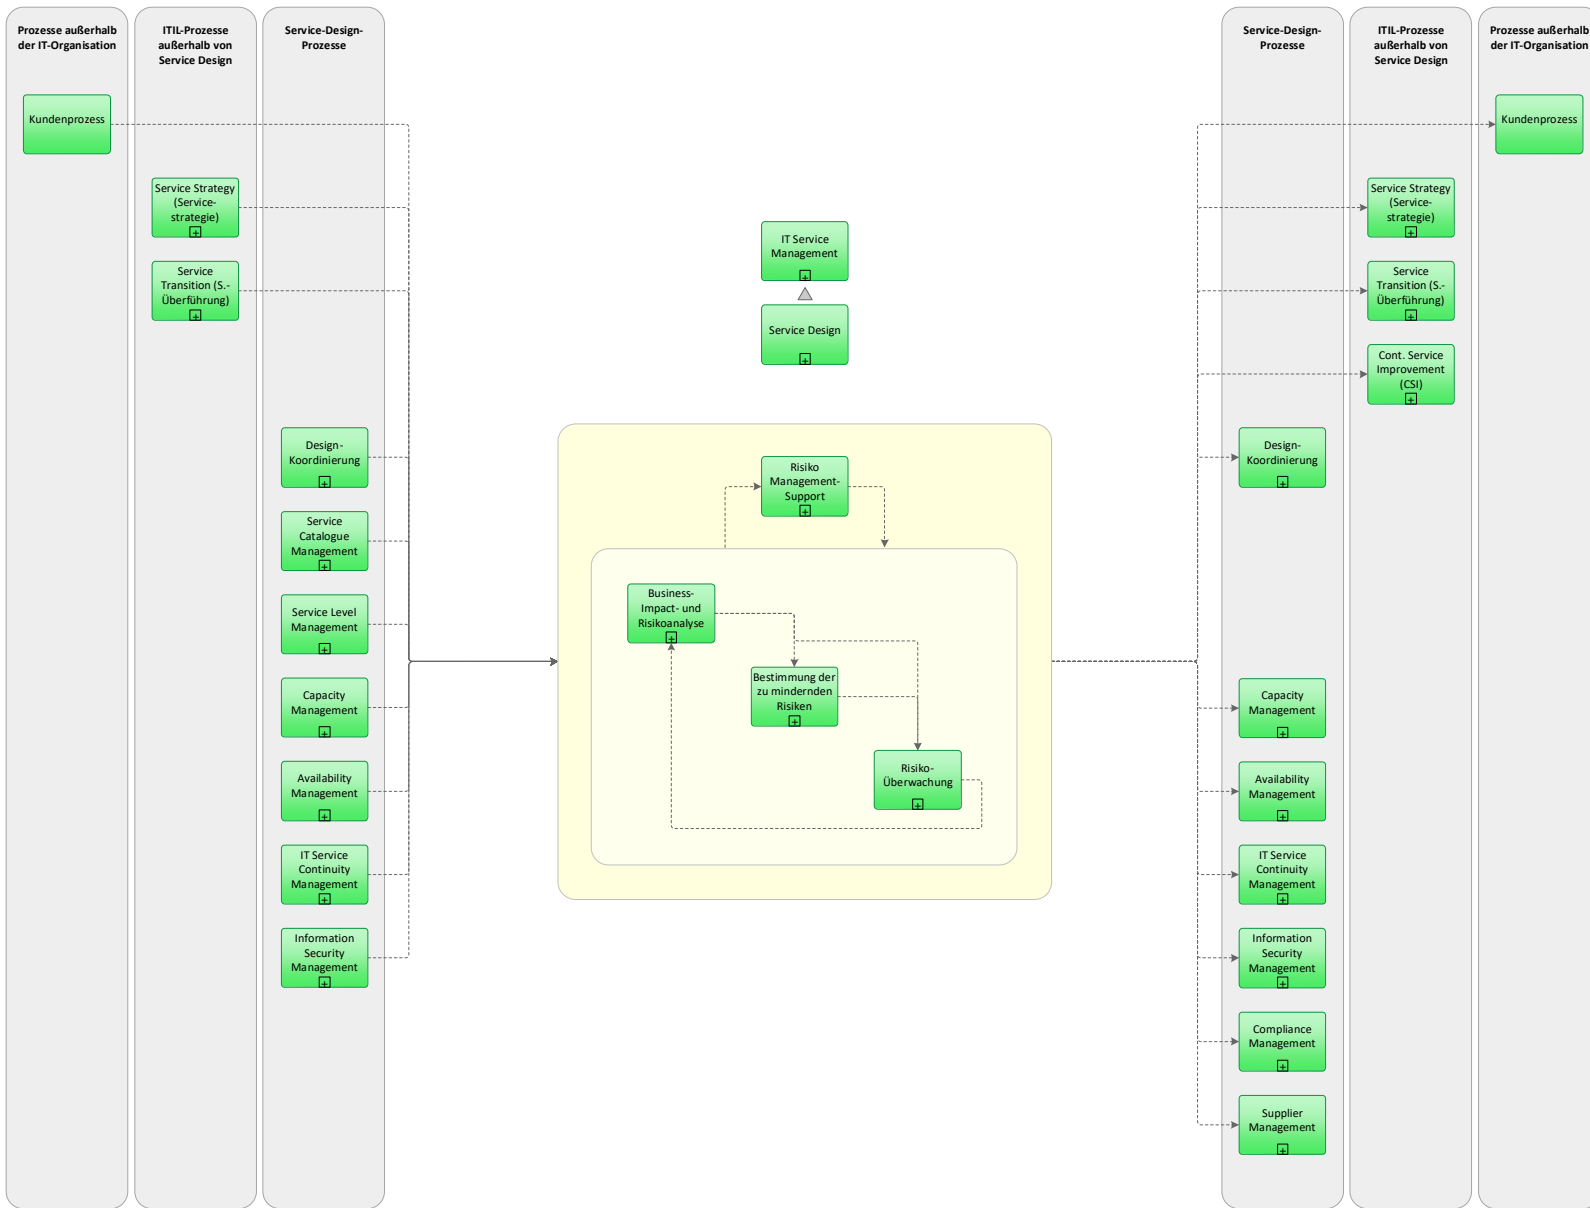 Prozesse außerhalb
der IT-Organisation
ITIL-Prozesse
außerhalb von
Service Design
Service-Design-
Prozesse
Service-Design-
Prozesse
ITIL-Prozesse
außerhalb von
Service Design
Prozesse außerhalb
der IT-Organisation
Kundenprozess
Kundenprozess
Service Strategy
(Service-
strategie)
Service Strategy
(Service-
strategie)
IT Service
Management
Service
Transition (S.-
Überführung)
Service
Transition (S.-
Überführung)
Service Design
Cont. Service
Improvement
(CSI)
Design-
Koordinierung
Risiko
Management-
Support
Design-
Koordinierung
Service
Catalogue
Management
Business-
Impact- und
Risikoanalyse
Service Level
Management
Bestimmung der
zu mindernden
Risiken
Capacity
Management
Capacity
Management
Risiko-
Überwachung
Availability
Management
Availability
Management
IT Service
Continuity
Management
IT Service
Continuity
Management
Information
Security
Management
Information
Security
Management
Compliance
Management
Supplier
Management